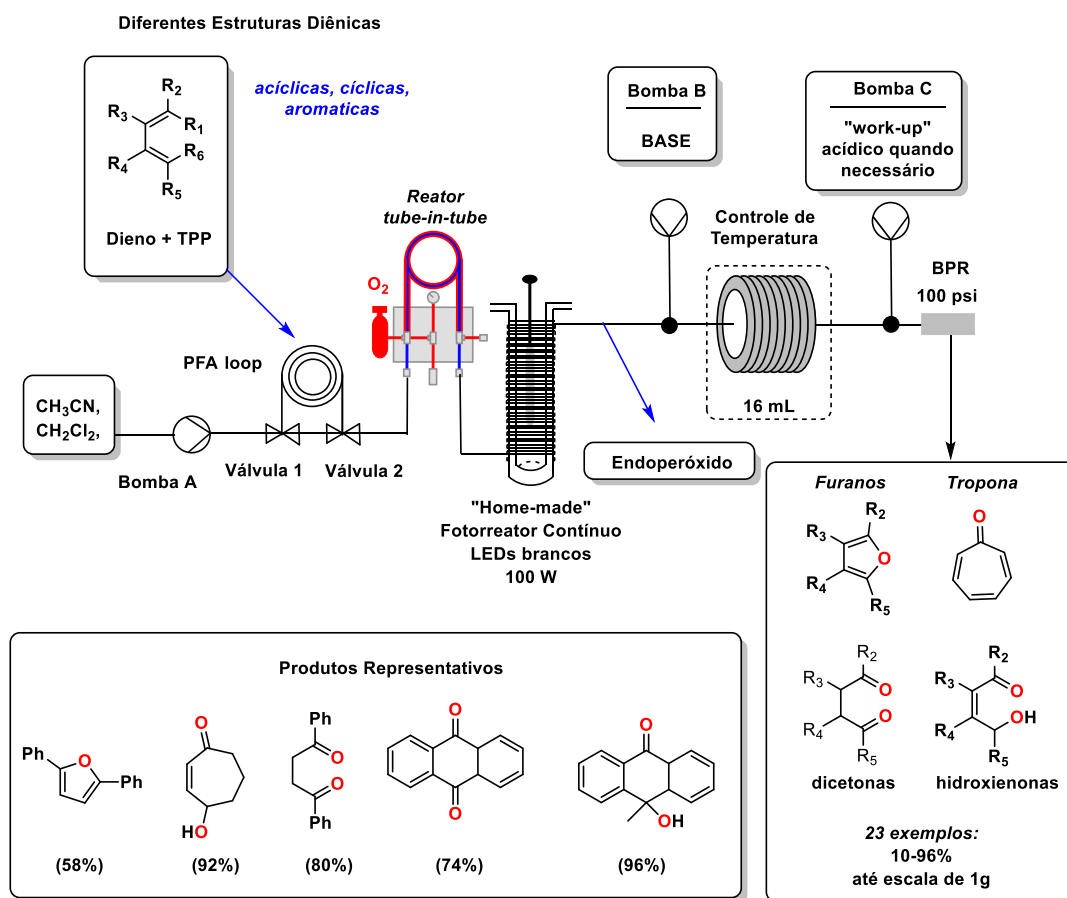 Diferentes Estruturas Diênicas
R2
R3
R1
R4
R6
R5
Dieno + TPP
acíclicas, cíclicas,
aromaticas
Reator
tube-in-tube
O2
Bomba B
BASE
Bomba C
"work-up"
acídico quando
necessário
Controle de
Temperatura
16 mL
BPR
100 psi
PFA loop
CH3CN,
CH2Cl2,
Bomba A
Válvula 1
Válvula 2
"Home-made"
Fotorreator Contínuo
LEDs brancos
100 W
Endoperóxido
Furanos
Tropona
R2
R3
O
R4
R5
O
R2
R3
O
R4
O
R5
R2
R3
O
R4
OH
R5
dicetonas
hidroxienonas
23 exemplos:
10-96%
até escala de 1g
Produtos Representativos
Ph
O
Ph
(58%)
O
HO
(92%)
Ph
O
O
Ph
(80%)
O
O
(74%)
O
OH
(96%)